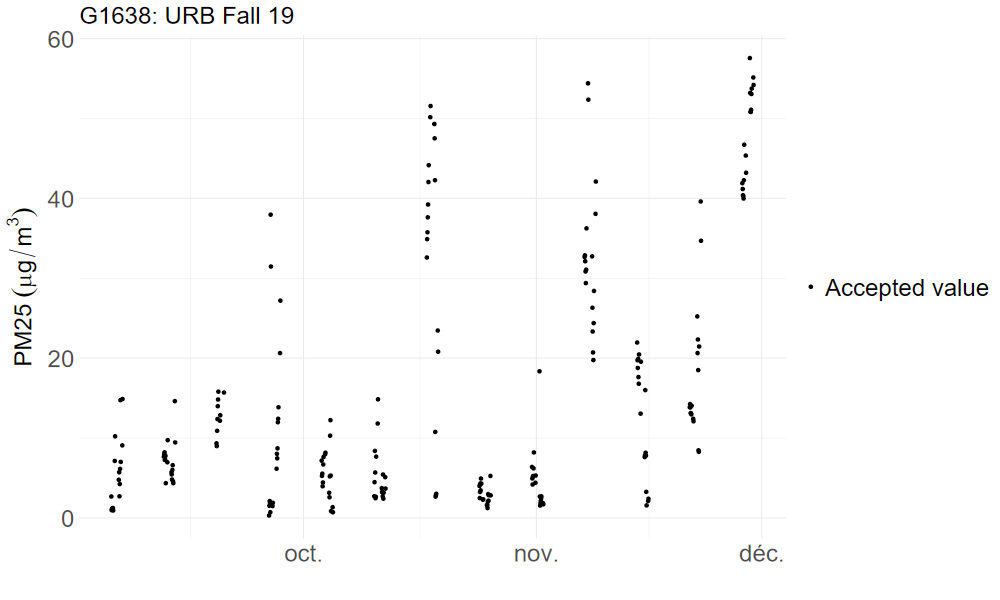 G1638: URB Fall 19
60
40
20
0
PM25 (μg/m³)
oct.
nov.
déc.
Accepted value